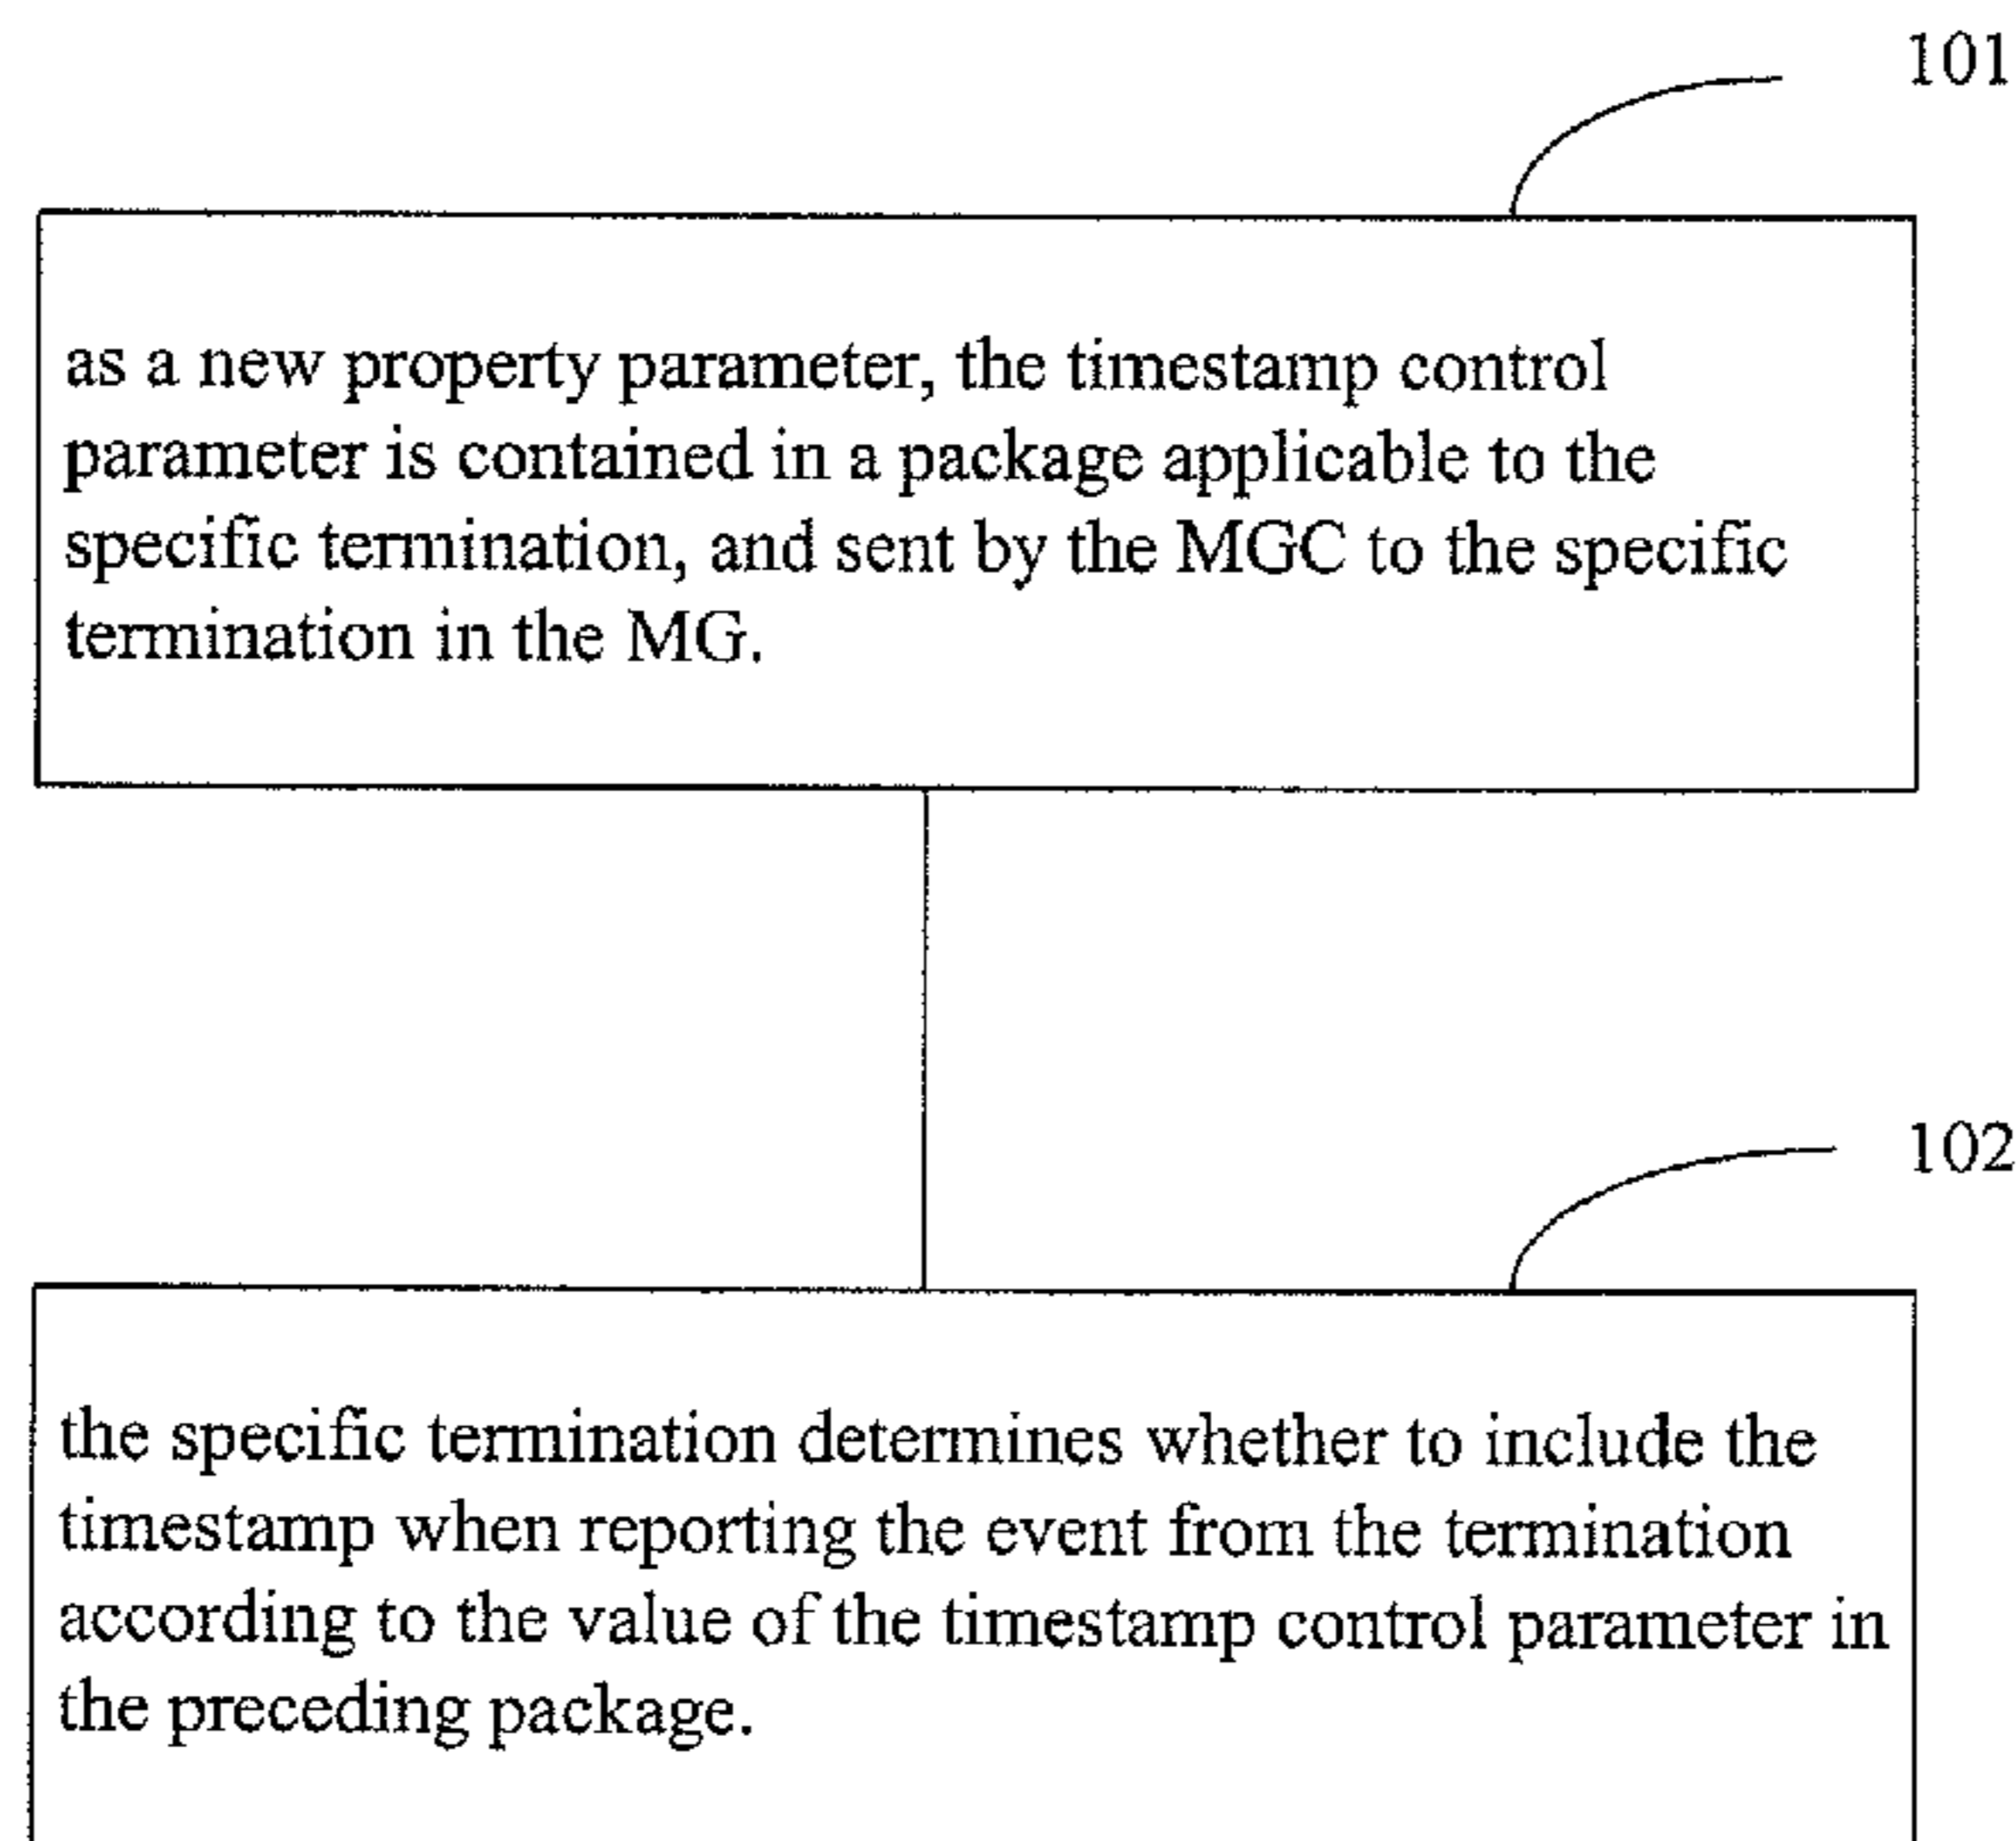 101
as a new property parameter, the timestamp control
parameter is contained in a package applicable to the
specific termination, and sent by the MGC to the specific
termination in the MG.
102
the specific termination determines whether to include the
timestamp when reporting the event from the termination
according to the value of the timestamp control parameter in
the preceding package.